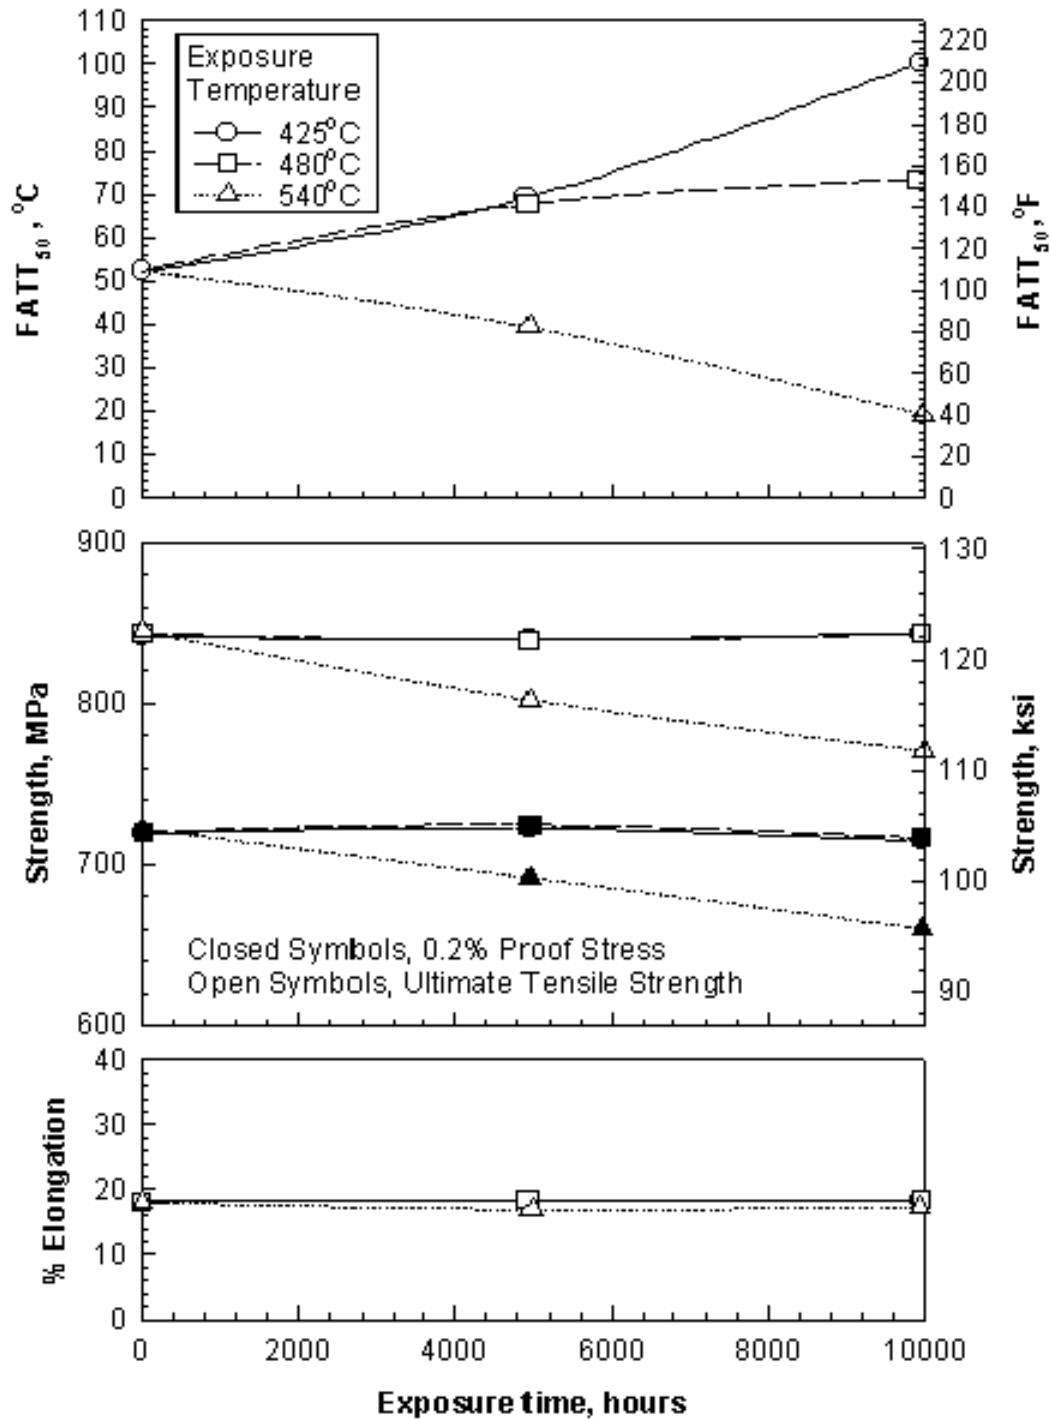 110
100
90
80
70
60
50
40
30
20
10
0
FATT50, °C
Exposure
Temperature
425°C
480°C
540°C
220
200
180
160
140
120
100
80
60
40
20
0
FATT50, °F
900
800
700
600
Strength, MPa
Closed Symbols, 0.2% Proof Stress
Open Symbols, Ultimate Tensile Strength
130
120
110
100
90
Strength, ksi
40
30
20
10
0
% Elongation
0 2000 4000 6000 8000 10000
Exposure time, hours